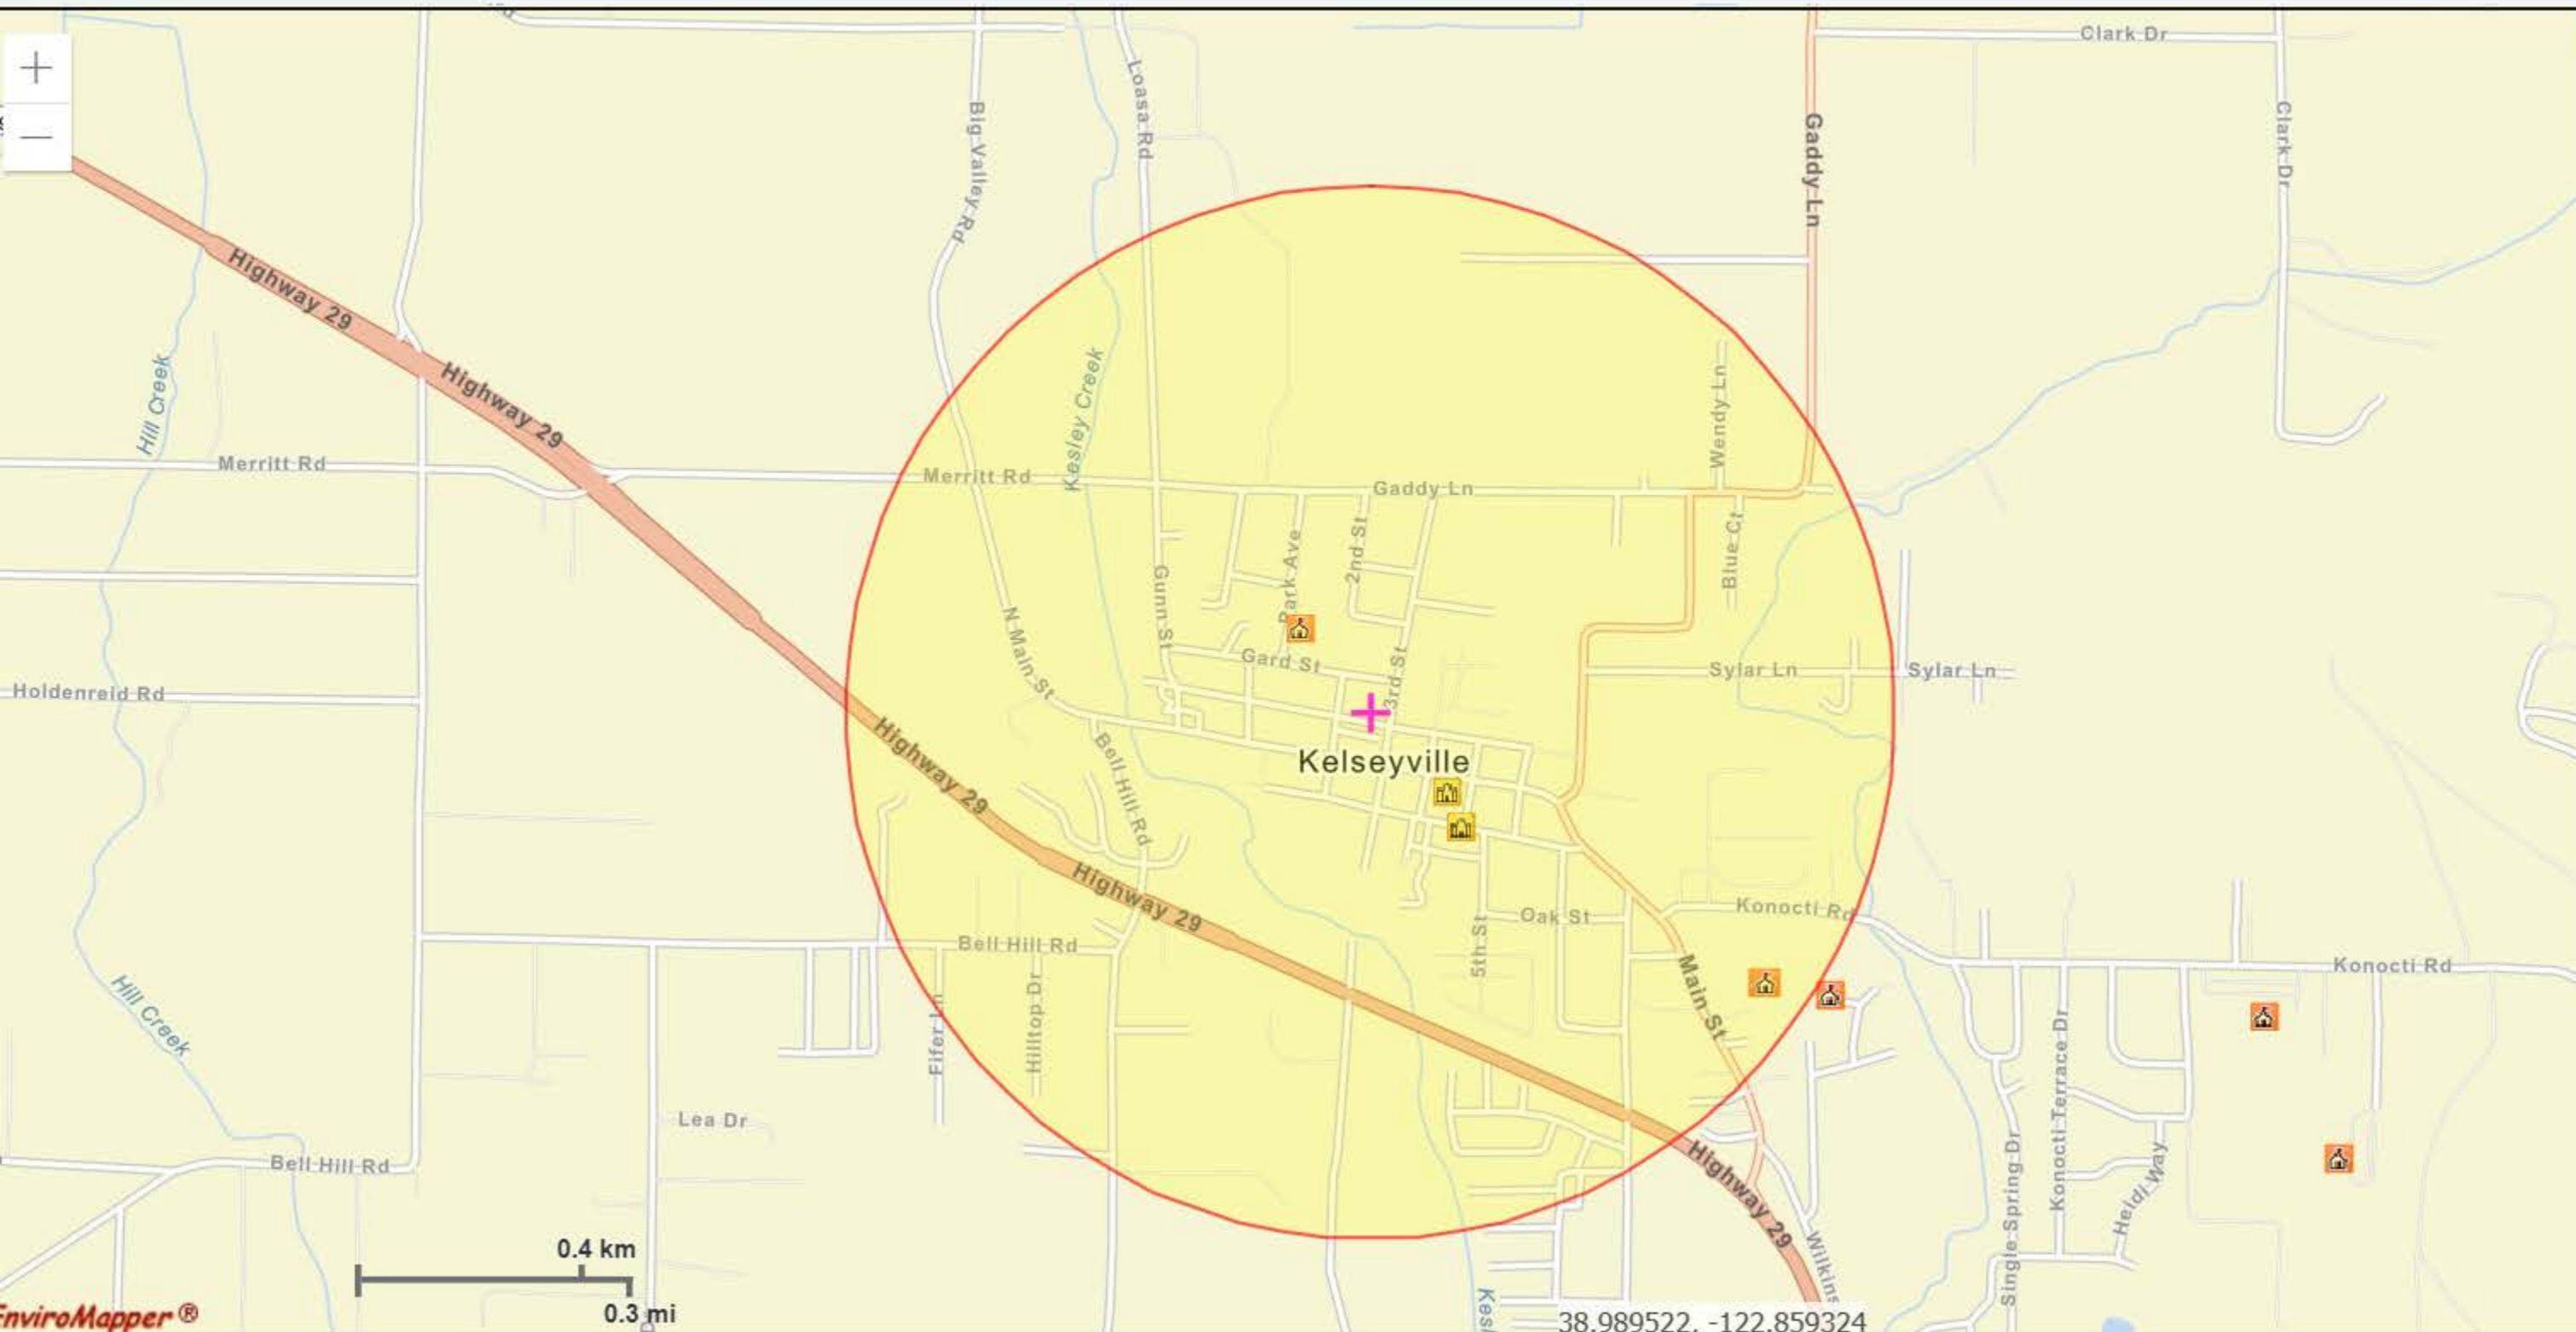 Clark Dr
Loasa Rd
Big Valley Rd
Gaddy Ln
Clark Dr
Highway 29
Highway 29
Hill Creek
Kesley Creek
Wendy Ln
Merritt Rd
Merritt Rd
Gaddy Ln
Park Ave
2nd St
Blue Ct
Gunn St
N Main St
Gard St
3rd St
Sylar Ln
Sylar Ln
Holdenreid Rd
Kelseyville
Highway 29
Bell Hill Rd
Highway 29
Konocti Rd
Oak St
5th St
Bell Hill Rd
Konocti Rd
Main St
Hill Creek
Fifer Ln
Hilltop Dr
Lea Dr
Konocti Terrace Dr
Single Spring Dr
Heidi Way
Bell Hill Rd
Highway 29
Wilkins
0.4 km
0.3 mi
Kesl
EnviroMapper®
38.989522, -122.859324